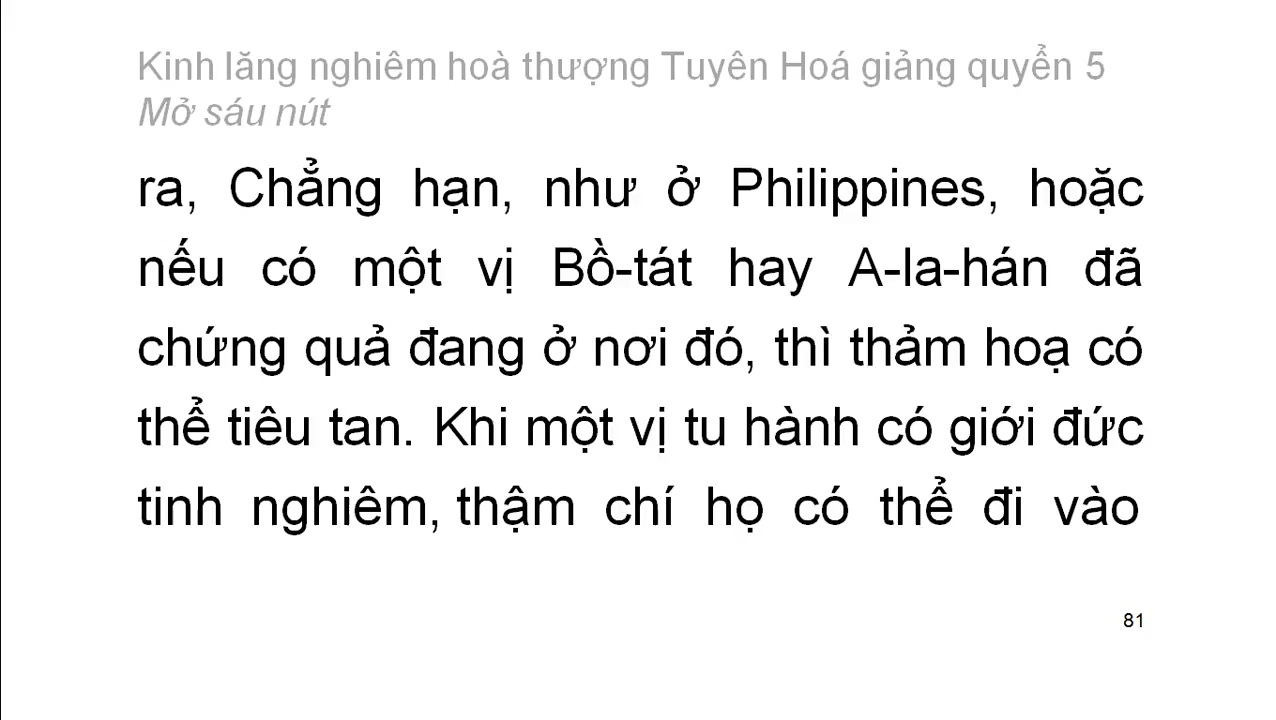 Kinh lăng nghiêm hoà thượng Tuyên Hoá giảng quyển 5
Mở sáu nút
ra, Chẳng hạn, như ở Philippines, hoặc
nếu có một vị Bồ-tát hay A-la-hán đã
chứng quả đang ở nơi đó, thì thảm hoạ có
thể tiêu tan. Khi một vị tu hành có giới đức
tinh nghiêm, thậm chí họ có thể đi vào
81